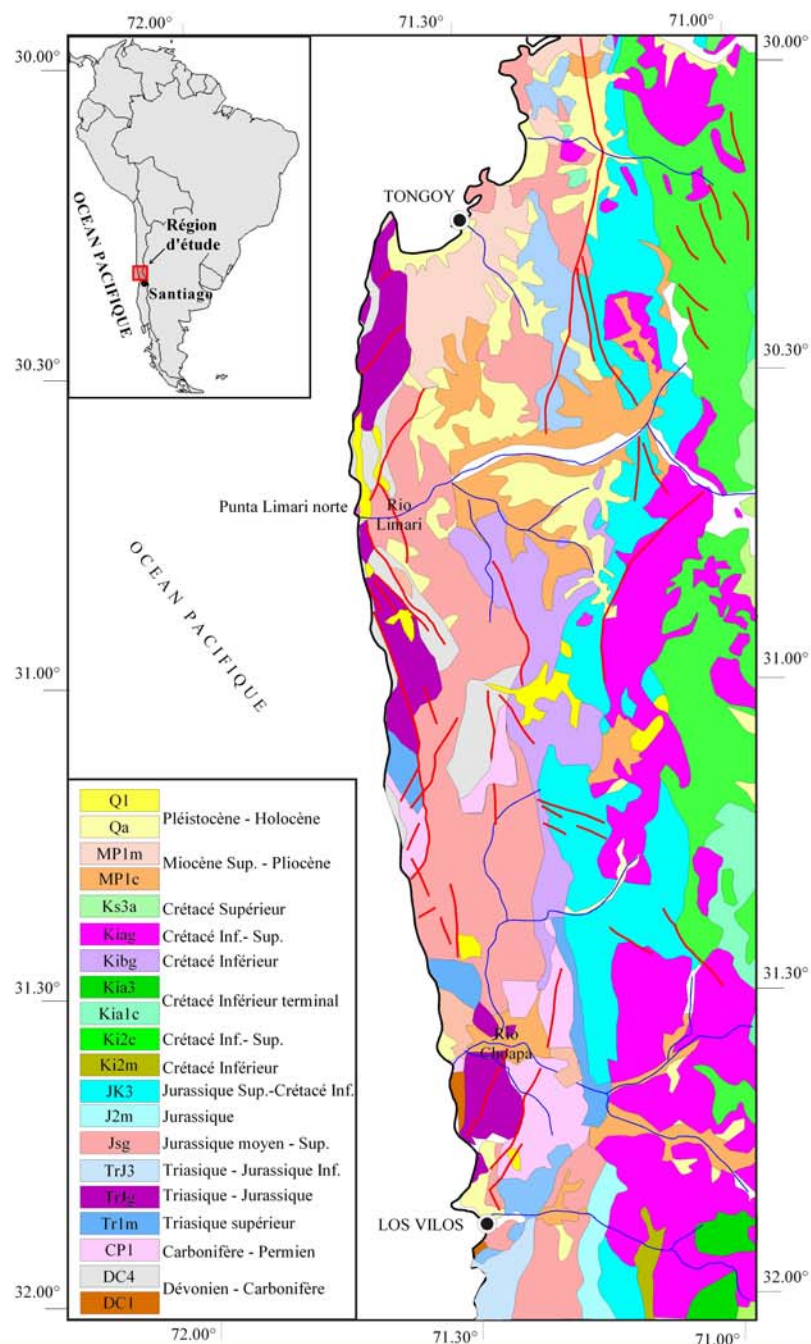 72.00°
71.30°
71.00°
30.00°
30.00°
OCEAN PACIFIQUE
Région
d'étude
Santiago
TONGOY
30.30°
30.30°
Punta Limari norte
Rio
Limari
OCEAN PACIFIQUE
31.00°
31.00°
Q1
Qa
Pléistocène - Holocène
MP1m
MP1c
Miocène Sup. - Pliocène
Ks3a Crétacé Supérieur
Kiag Crétacé Inf.- Sup.
Kibg Crétacé Inférieur
Kia3
Kia1c
Crétacé Inférieur terminal
Ki2c Crétacé Inf.- Sup.
Ki2m Crétacé Inférieur
JK3 Jurassique Sup.-Crétacé Inf.
J2m Jurassique
Jsg Jurassique moyen - Sup.
TrJ3 Triasique - Jurassique Inf.
TrJg Triasique - Jurassique
Tr1m Triasique supérieur
CP1 Carbonifère - Permien
DC4
DC1
Dévonien - Carbonifère
31.30°
31.30°
Rio
Choapa
LOS VILOS
32.00°
32.00°
72.00°
71.30°
71.00°